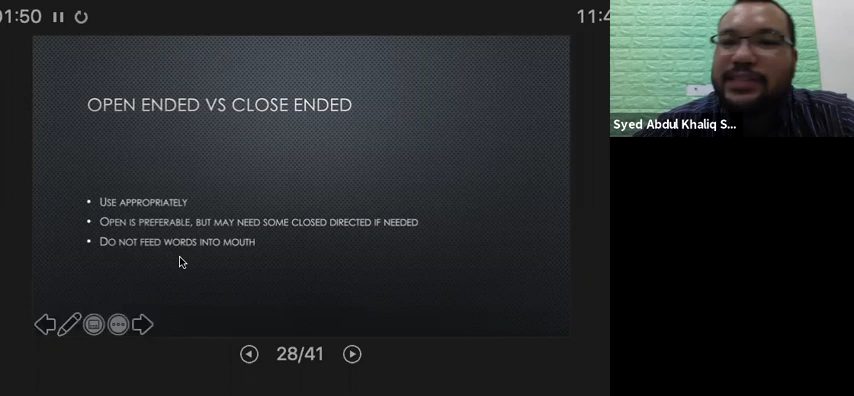 01:50
11:4
OPEN ENDED VS CLOSE ENDED
• USE APPROPRIATELY
• OPEN IS PREFERABLE, BUT MAY NEED SOME CLOSED DIRECTED IF NEEDED
• DO NOT FEED WORDS INTO MOUTH
28/41
Syed Abdul Khaliq S...